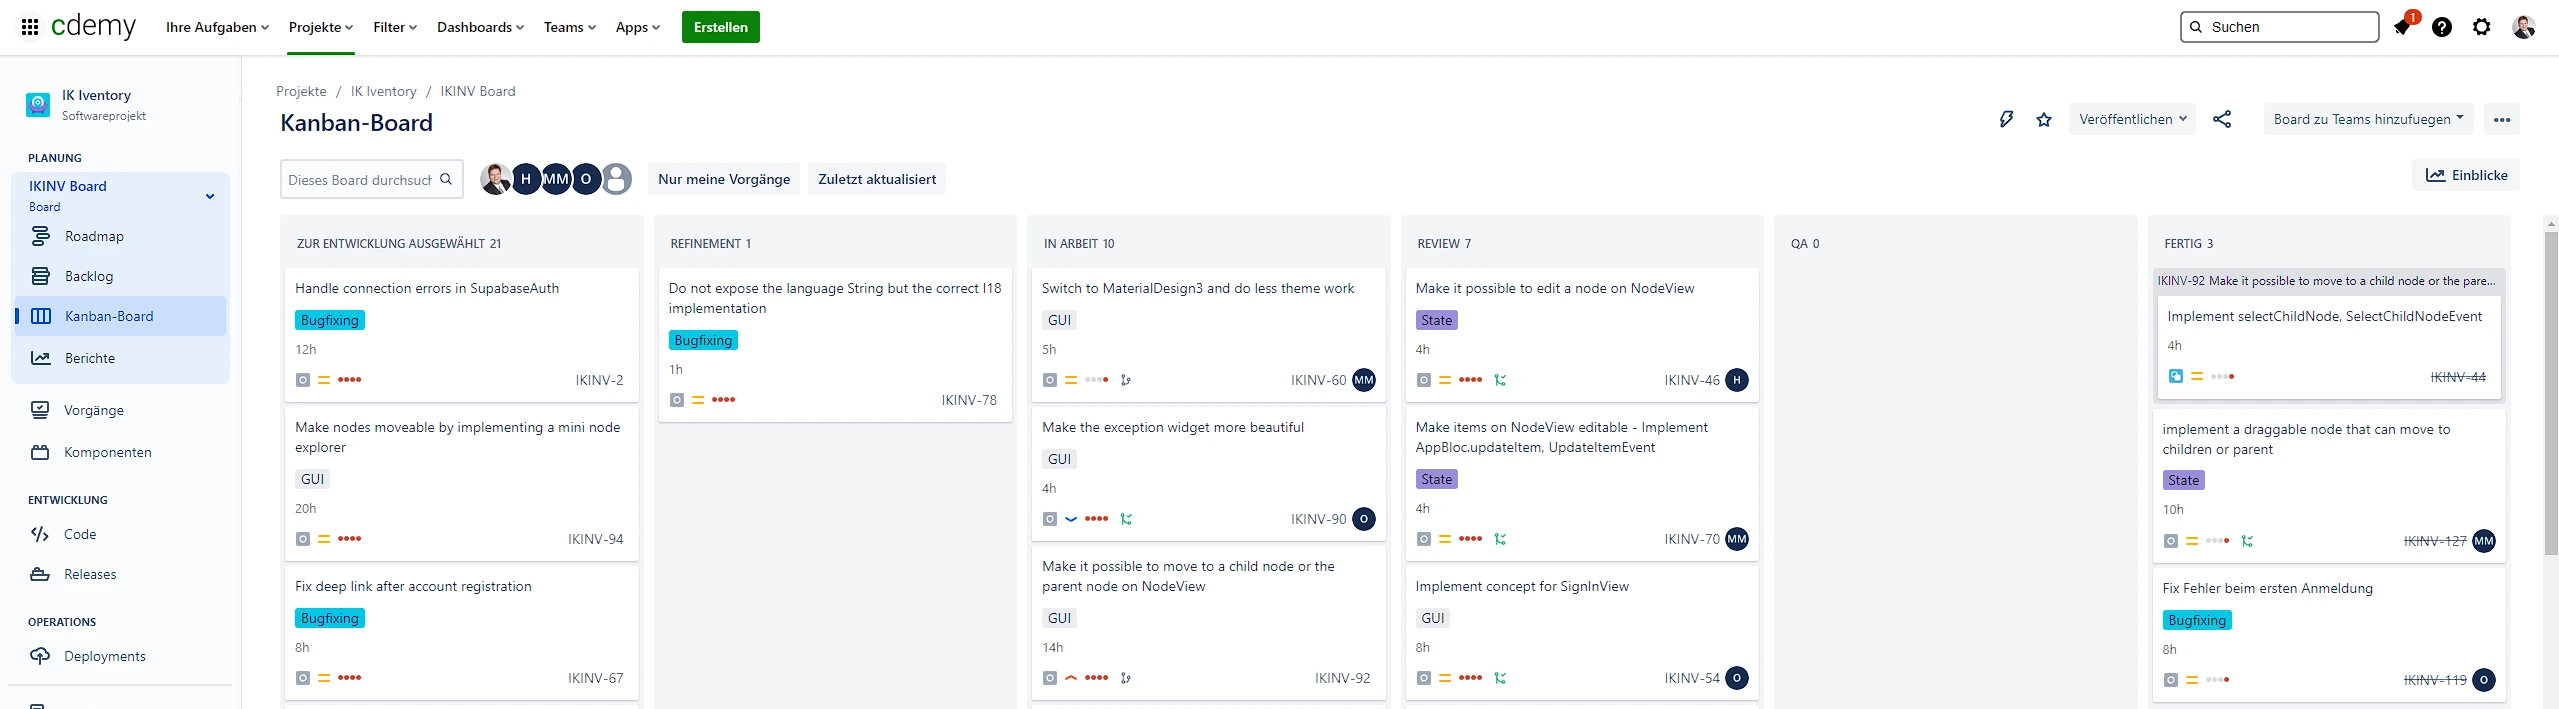 cdemy
Ihre Aufgaben
Projekte
Filter
Dashboards
Teams
Apps
Erstellen
Suchen
1
IK Iventory
Softwareprojekt
PLANUNG
IKINV Board
Board
Roadmap
Backlog
Kanban-Board
Berichte
Vorgänge
Komponenten
ENTWICKLUNG
Code
Releases
OPERATIONS
Deployments
Projekte / IK Iventory / IKINV Board
Kanban-Board
Veröffentlichen
Board zu Teams hinzufuegen
Dieses Board durchsuch
H
MM
O
Nur meine Vorgänge
Zuletzt aktualisiert
Einblicke
ZUR ENTWICKLUNG AUSGEWÄHLT 21
Handle connection errors in SupabaseAuth
Bugfixing
12h
IKINV-2
Make nodes moveable by implementing a mini node
explorer
GUI
20h
IKINV-94
Fix deep link after account registration
Bugfixing
8h
IKINV-67
REFINEMENT 1
Do not expose the language String but the correct I18
implementation
Bugfixing
1h
IKINV-78
IN ARBEIT 10
Switch to MaterialDesign3 and do less theme work
GUI
5h
IKINV-60 MM
Make the exception widget more beautiful
GUI
4h
IKINV-90 O
Make it possible to move to a child node or the
parent node on NodeView
GUI
14h
IKINV-92
REVIEW 7
Make it possible to edit a node on NodeView
State
4h
IKINV-46 H
Make items on NodeView editable - Implement
AppBloc.updateItem, UpdateItemEvent
State
4h
IKINV-70 MM
Implement concept for SignInView
GUI
8h
IKINV-54 O
QA 0
FERTIG 3
IKINV-92 Make it possible to move to a child node or the pare...
Implement selectChildNode, SelectChildNodeEvent
4h
IKINV-44
implement a draggable node that can move to
children or parent
State
10h
IKINV-127 MM
Fix Fehler beim ersten Anmeldung
Bugfixing
8h
IKINV-119 O